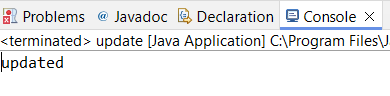 Problems @ Javadoc Declaration Console
<terminated> update [Java Application] C:\Program Files\J
updated